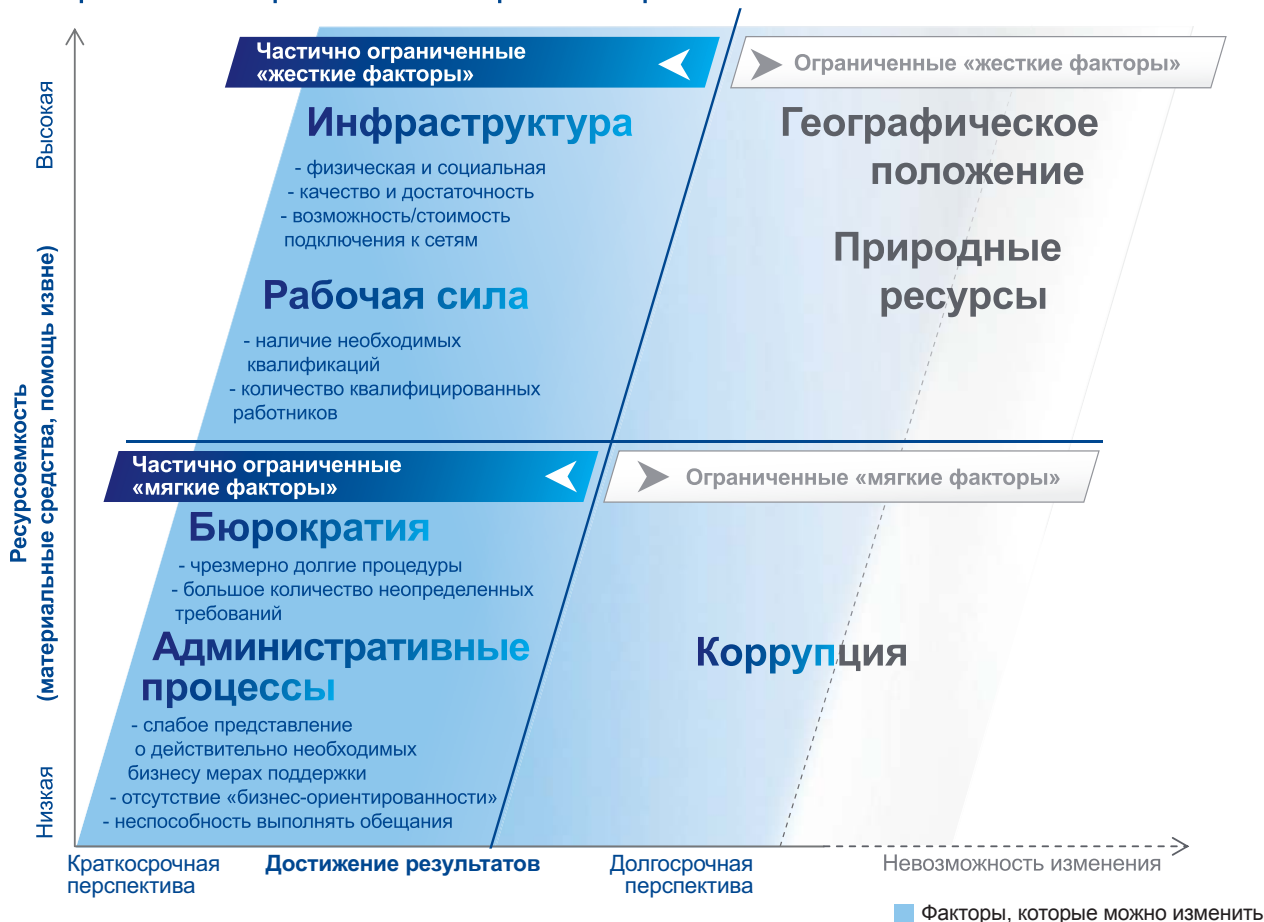 Частично ограниченные
«жесткие факторы»
Ограниченные «жесткие факторы»
Инфраструктура
- физическая и социальная
- качество и достаточность
- возможность/стоимость
подключения к сетям
Географическое
положение
Природные
ресурсы
Рабочая сила
- наличие необходимых
квалификаций
- количество квалифицированных
работников
Частично ограниченные
«мягкие факторы»
Ограниченные «мягкие факторы»
Бюрократия
- чрезмерно долгие процедуры
- большое количество неопределенных
требований
Административные
процессы
- слабое представление
о действительно необходимых
бизнесу мерах поддержки
- отсутствие «бизнес-ориентированности»
- неспособность выполнять обещания
Коррупция
Высокая
Ресурсоемкость
(материальные средства, помощь извне)
Низкая
Краткосрочная
перспектива
Достижение результатов
Долгосрочная
перспектива
Невозможность изменения
Факторы, которые можно изменить